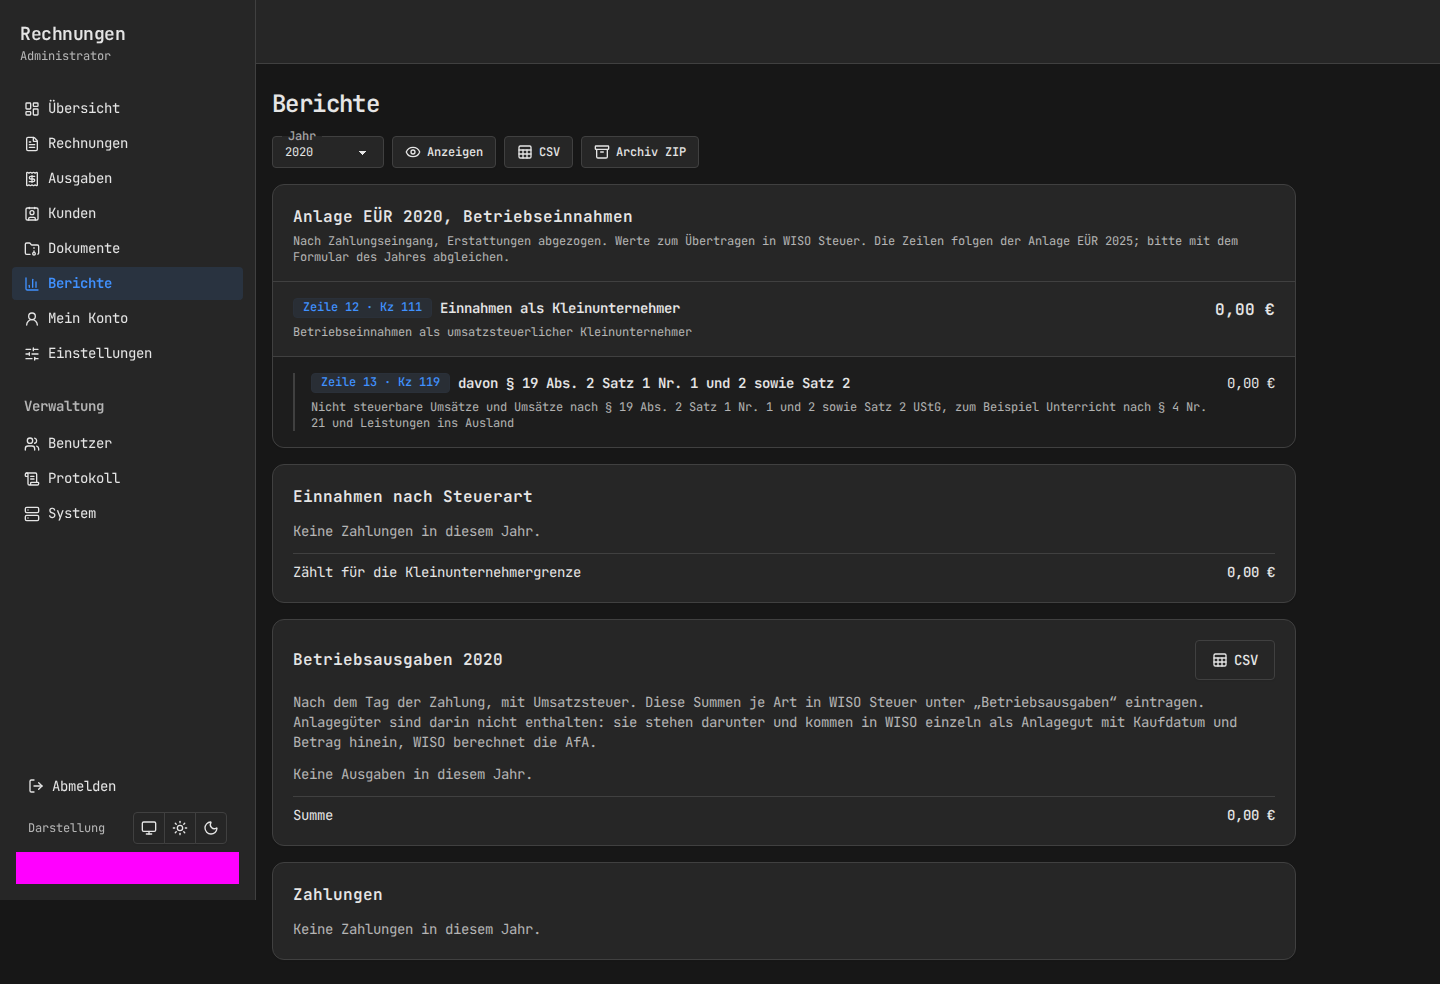 Rechnungen
Administrator
Übersicht
Rechnungen
Ausgaben
Kunden
Dokumente
Berichte
Mein Konto
Einstellungen
Verwaltung
Benutzer
Protokoll
System
Abmelden
Darstellung
Berichte
Jahr
2020
Anzeigen
CSV
Archiv ZIP
Anlage EÜR 2020, Betriebseinnahmen
Nach Zahlungseingang, Erstattungen abgezogen. Werte zum Übertragen in WISO Steuer. Die Zeilen folgen der Anlage EÜR 2025; bitte mit dem
Formular des Jahres abgleichen.
Zeile 12 · Kz 111 Einnahmen als Kleinunternehmer 0,00 €
Betriebseinnahmen als umsatzsteuerlicher Kleinunternehmer
Zeile 13 · Kz 119 davon § 19 Abs. 2 Satz 1 Nr. 1 und 2 sowie Satz 2 0,00 €
Nicht steuerbare Umsätze und Umsätze nach § 19 Abs. 2 Satz 1 Nr. 1 und 2 sowie Satz 2 UStG, zum Beispiel Unterricht nach § 4 Nr.
21 und Leistungen ins Ausland
Einnahmen nach Steuerart
Keine Zahlungen in diesem Jahr.
Zählt für die Kleinunternehmergrenze 0,00 €
Betriebsausgaben 2020
CSV
Nach dem Tag der Zahlung, mit Umsatzsteuer. Diese Summen je Art in WISO Steuer unter „Betriebsausgaben“ eintragen.
Anlagegüter sind darin nicht enthalten: sie stehen darunter und kommen in WISO einzeln als Anlagegut mit Kaufdatum und
Betrag hinein, WISO berechnet die AfA.
Keine Ausgaben in diesem Jahr.
Summe 0,00 €
Zahlungen
Keine Zahlungen in diesem Jahr.